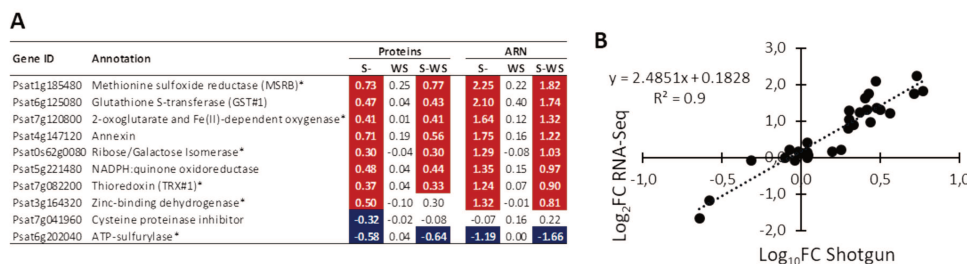 A
Proteins ARN
Gene ID Annotation S- WS S-WS S- WS S-WS
Psat1g185480 Methionine sulfoxide reductase (MSRB)* 0.73 0.25 0.77 2.25 0.22 1.82
Psat6g125080 Glutathione S-transferase (GST#1) 0.47 0.04 0.43 2.10 0.40 1.74
Psat7g120800 2-oxoglutarate and Fe(II)-dependent oxygenase* 0.41 0.01 0.41 1.64 0.12 1.32
Psat4g147120 Annexin 0.71 0.19 0.56 1.75 0.16 1.22
Psat0s62g0080 Ribose/Galactose Isomerase* 0.30 -0.04 0.30 1.29 -0.08 1.03
Psat5g221480 NADPH:quinone oxidoreductase 0.48 0.04 0.44 1.35 0.15 0.97
Psat7g082200 Thioredoxin (TRX#1)* 0.37 0.04 0.33 1.24 0.07 0.90
Psat3g164320 Zinc-binding dehydrogenase* 0.50 -0.10 0.30 1.32 -0.01 0.81
Psat7g041960 Cysteine proteinase inhibitor -0.32 -0.02 -0.08 -0.07 0.16 0.22
Psat6g202040 ATP-sulfurylase* -0.58 0.04 -0.64 -1.19 0.00 -1.66
B
y = 2.4851x + 0.1828
R² = 0.9
Log₂FC RNA-Seq
3,0
2,0
1,0
0,0
-1,0
-2,0
-1,0 -0,5 0,0 0,5 1,0
Log₁₀FC Shotgun